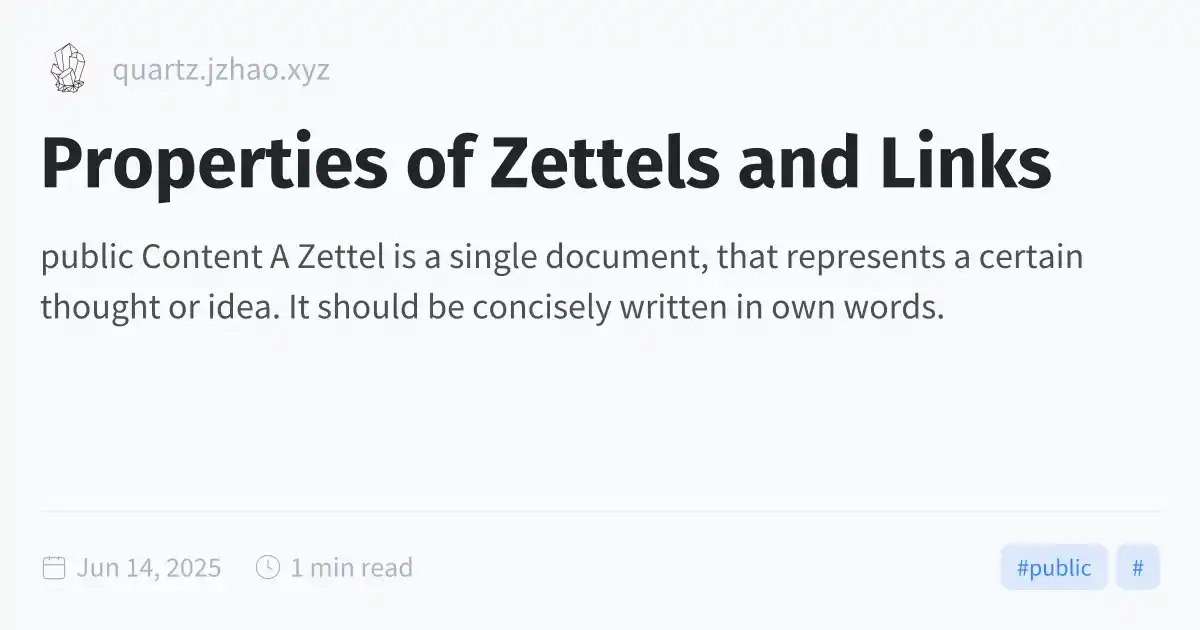 quartz.jzhao.xyz
Properties of Zettels and Links
public Content A Zettel is a single document, that represents a certain
thought or idea. It should be concisely written in own words.
Jun 14, 2025 1 min read #public #